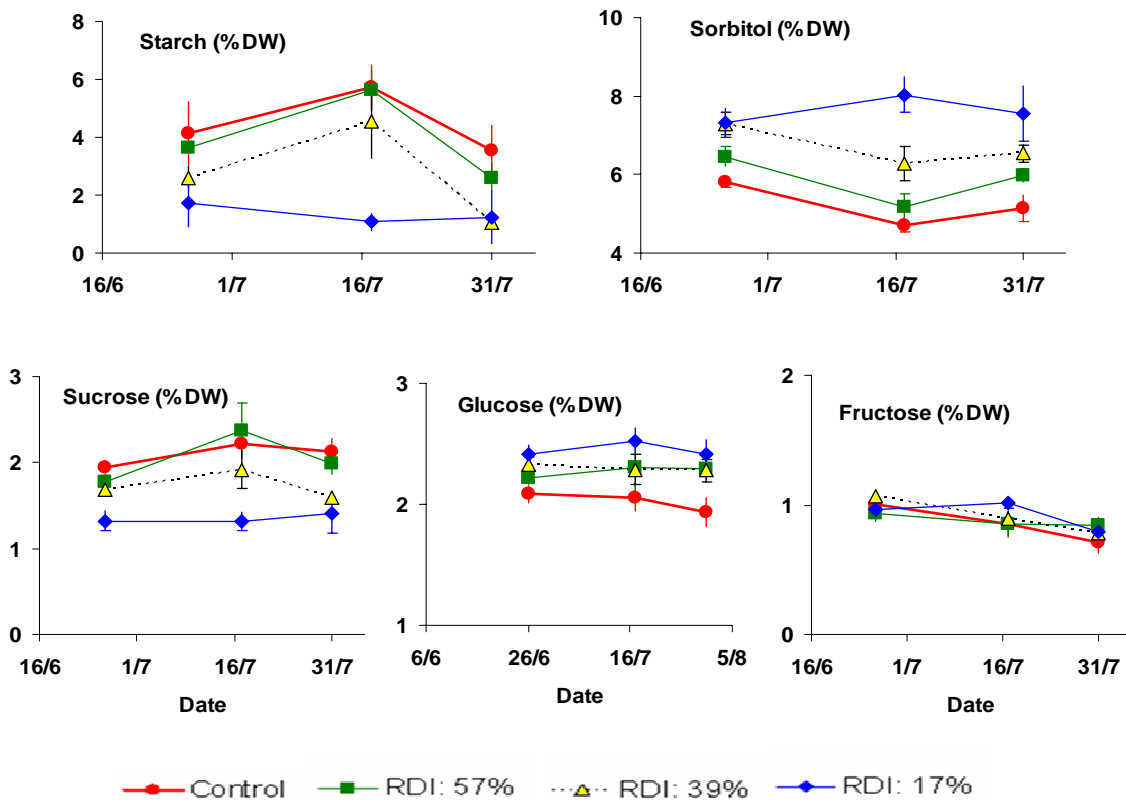 Starch (%DW)
8
6
4
2
0
16/6 1/7 16/7 31/7
Sorbitol (%DW)
10
8
6
4
16/6 1/7 16/7 31/7
Sucrose (%DW)
3
2
1
0
16/6 1/7 16/7 31/7
Date
Glucose (%DW)
3
2
1
6/6 26/6 16/7 5/8
Date
Fructose (%DW)
2
1
0
16/6 1/7 16/7 31/7
Date
Control RDI: 57% RDI: 39% RDI: 17%